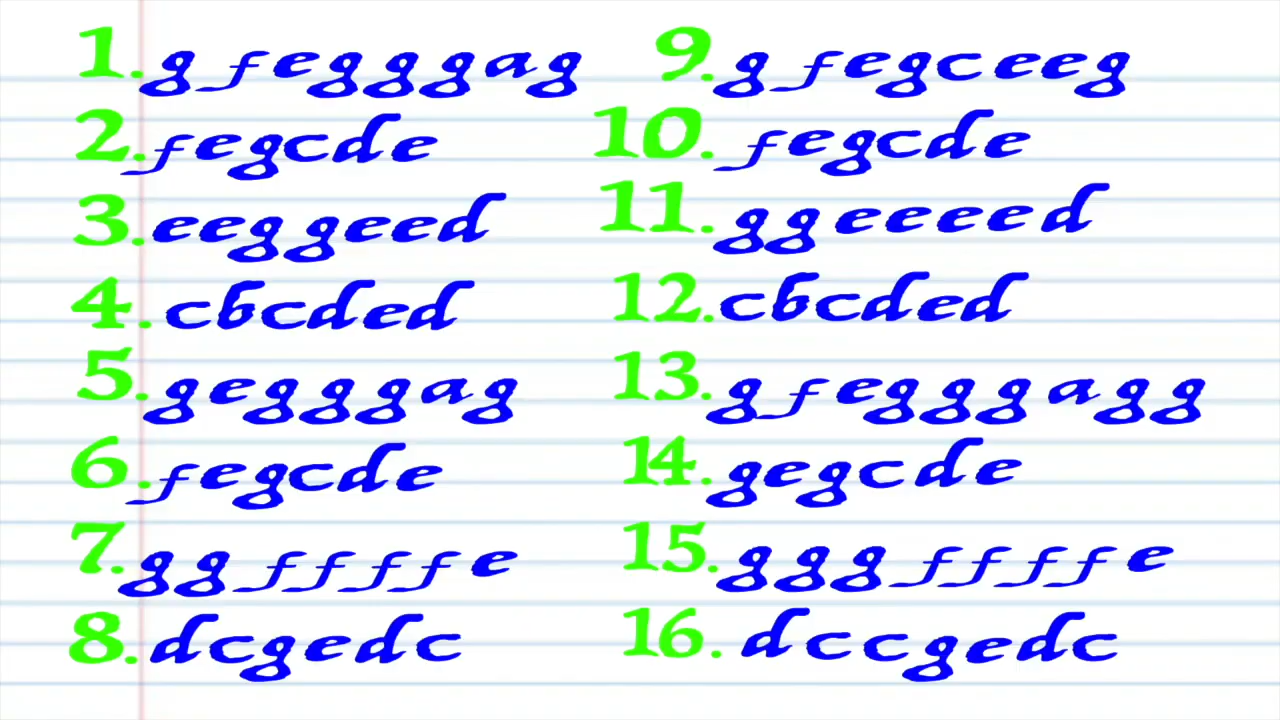 1. g f e g g g a g
2. f e g c d e
3. e e g g e e d
4. c b c d e d
5. g e g g g a g
6. f e g c d e
7. g g f f f f e
8. d c g e d c
9. g f e g c e e g
10. f e g c d e
11. g g e e e e d
12. c b c d e d
13. g f e g g g a g g
14. g e g c d e
15. g g g f f f f e
16. d c c g e d c